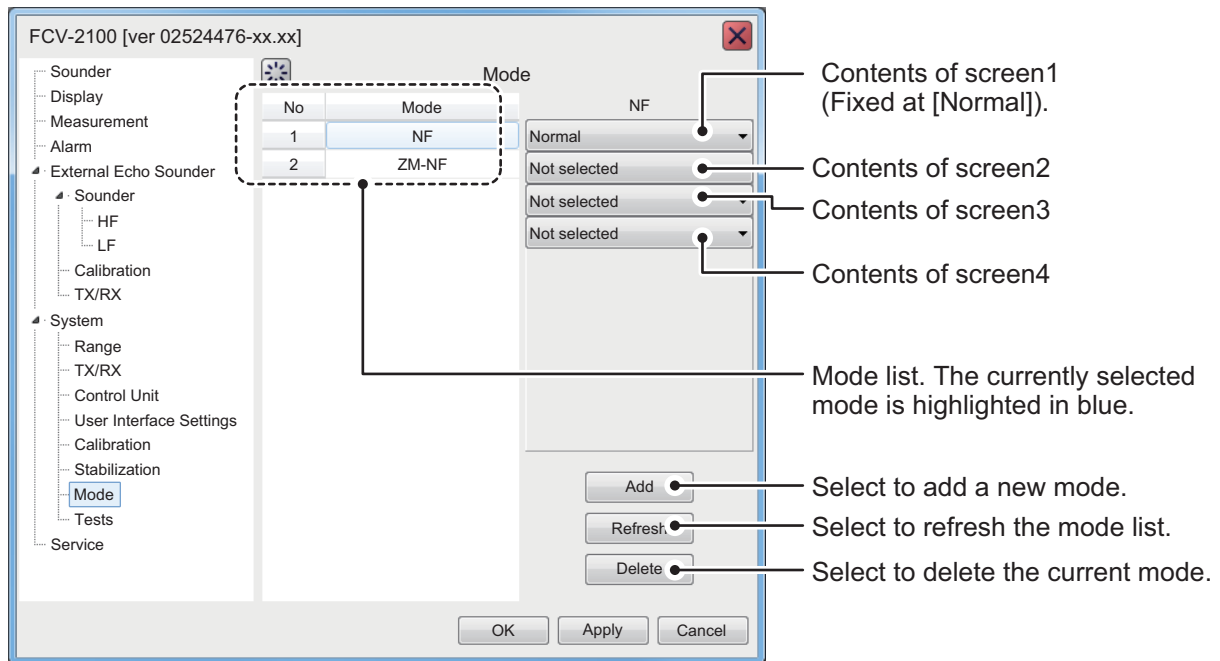 FCV-2100 [ver 02524476-xx.xx]
Sounder
Display
Measurement
Alarm
External Echo Sounder
Sounder
HF
LF
Calibration
TX/RX
System
Range
TX/RX
Control Unit
User Interface Settings
Calibration
Stabilization
Mode
Tests
Service
Mode
No Mode
1 NF
2 ZM-NF
NF
Normal
Not selected
Not selected
Not selected
Add
Refresh
Delete
OK Apply Cancel
Contents of screen1
(Fixed at [Normal]).
Contents of screen2
Contents of screen3
Contents of screen4
Mode list. The currently selected
mode is highlighted in blue.
Select to add a new mode.
Select to refresh the mode list.
Select to delete the current mode.